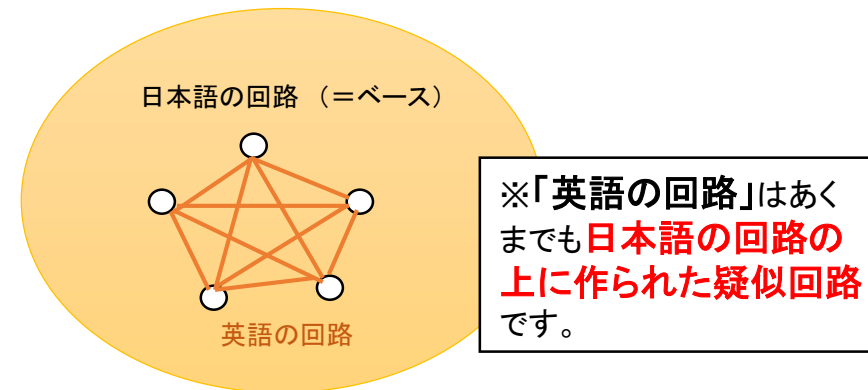 日本語の回路 （＝ベース）
※「英語の回路」はあく
までも日本語の回路の
上に作られた疑似回路
です。
英語の回路